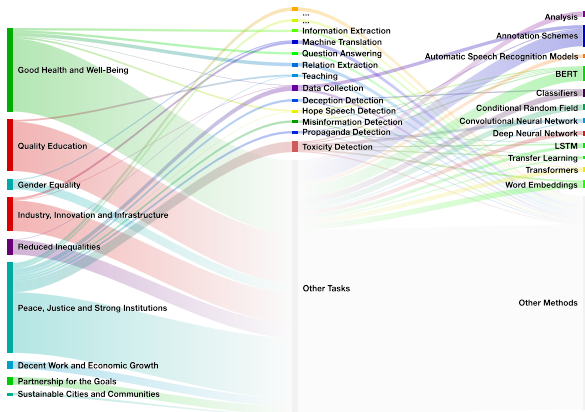 Good Health and Well-Being
Quality Education
Gender Equality
Industry, Innovation and Infrastructure
Reduced Inequalities
Peace, Justice and Strong Institutions
Decent Work and Economic Growth
Partnership for the Goals
Sustainable Cities and Communities
...
...
Information Extraction
Machine Translation
Question Answering
Relation Extraction
Teaching
Data Collection
Deception Detection
Hope Speech Detection
Misinformation Detection
Propaganda Detection
Toxicity Detection
Other Tasks
Analysis
Annotation Schemes
Automatic Speech Recognition Models
BERT
Classifiers
Conditional Random Field
Convolutional Neural Network
Deep Neural Network
LSTM
Transfer Learning
Transformers
Word Embeddings
Other Methods